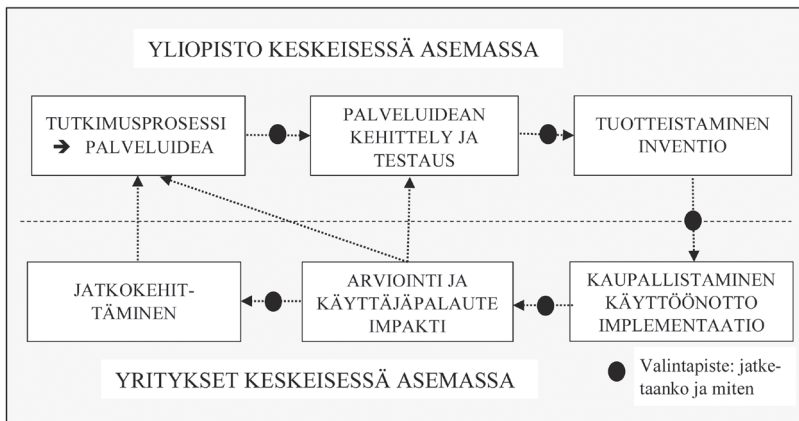 YLIOPISTO KESKEISESSÄ ASEMASSA
TUTKIMUSPROSESSI
➔ PALVELUIDEA
PALVELUIDEAN
KEHITTELY JA
TESTAUS
TUOTTEISTAMINEN
INVENTIO
JATKOKEHIT-
TÄMINEN
ARVIOINTI JA
KÄYTTÄJÄPALAUTE
IMPAKTI
KAUPALLISTAMINEN
KÄYTTÖÖNOTTO
IMPLEMENTAATIO
YRITYKSET KESKEISESSÄ ASEMASSA
Valintapiste: jatke-
taanko ja miten